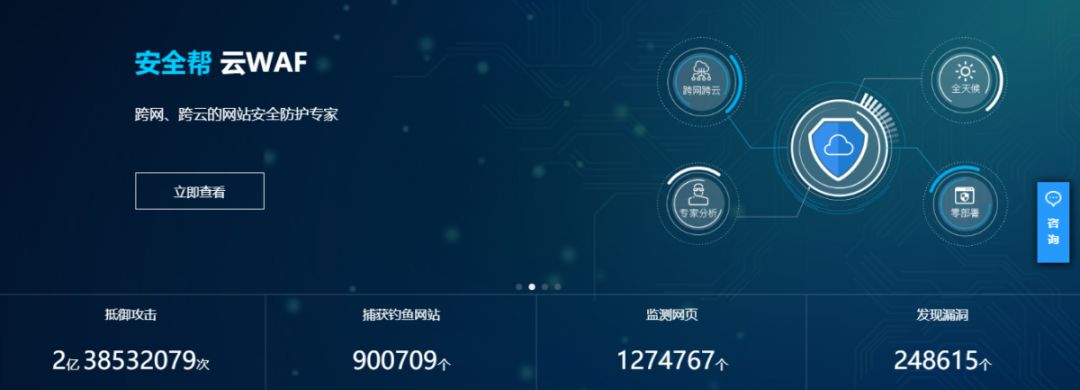 安全帮 云WAF
跨网、跨云的网站安全防护专家
立即查看
跨网跨云
全天候
专家分析
零部署
咨
询
抵御攻击
2亿 38532079次
捕获钓鱼网站
900709个
监测网页
1274767个
发现漏洞
248615个